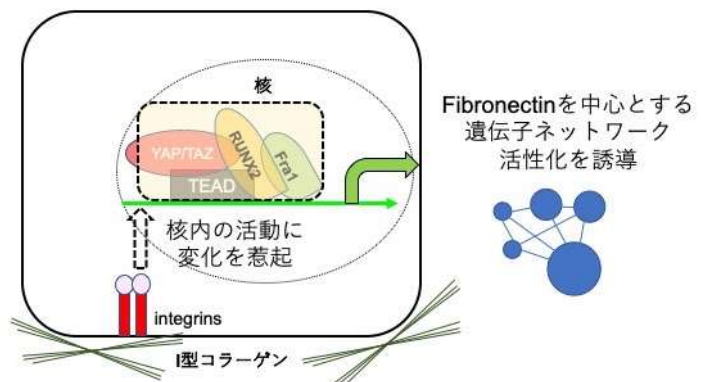 核
YAP/TAZ
RUNX2
Fra1
TEAD
核内の活動に
変化を惹起
integrins
I型コラーゲン
Fibronectinを中心とする
遺伝子ネットワーク
活性化を誘導